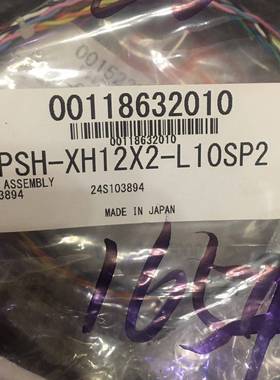 00118632010
00118632010
PSH-XH12X2-L10SP2
ASSEMBLY
3894 24S103894
MADE IN JAPAN